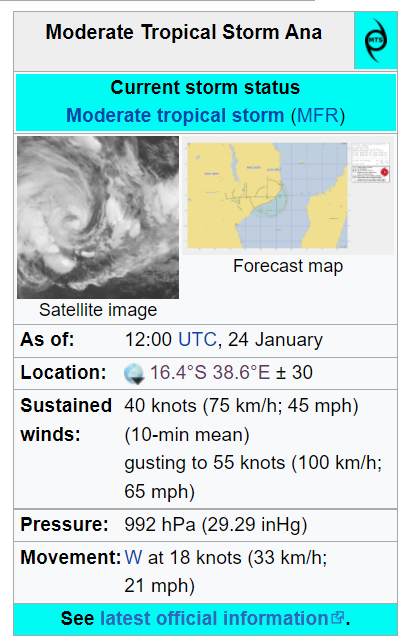 Moderate Tropical Storm Ana
MTS
Current storm status
Moderate tropical storm (MFR)
Satellite image
Forecast map
As of: 12:00 UTC, 24 January
Location: 16.4°S 38.6°E ± 30
Sustained 40 knots (75 km/h; 45 mph)
winds: (10-min mean)
gusting to 55 knots (100 km/h;
65 mph)
Pressure: 992 hPa (29.29 inHg)
Movement: W at 18 knots (33 km/h;
21 mph)
See latest official information.